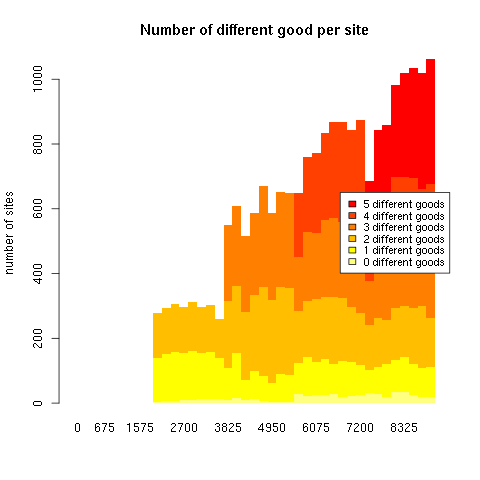 Number of different good per site
number of sites
1000
800
600
400
200
0
5 different goods
4 different goods
3 different goods
2 different goods
1 different goods
0 different goods
0 675 1575 2700 3825 4950 6075 7200 8325